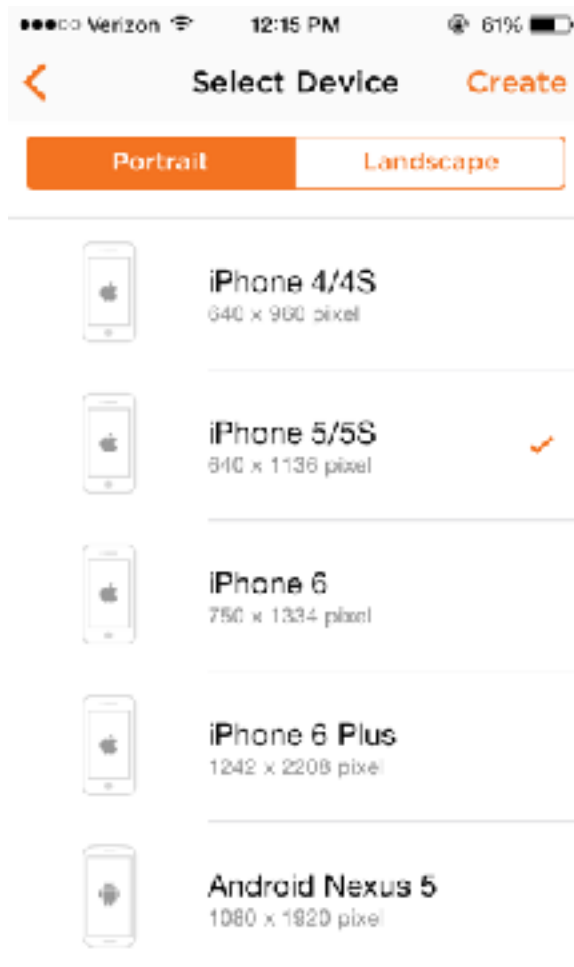 Verizon 12:15 PM 61%
Select Device Create
Portrait Landscape
iPhone 4/4S
640 x 960 pixel
iPhone 5/5S
640 x 1136 pixel
iPhone 6
750 x 1334 pixel
iPhone 6 Plus
1242 x 2208 pixel
Android Nexus 5
1080 x 1920 pixel